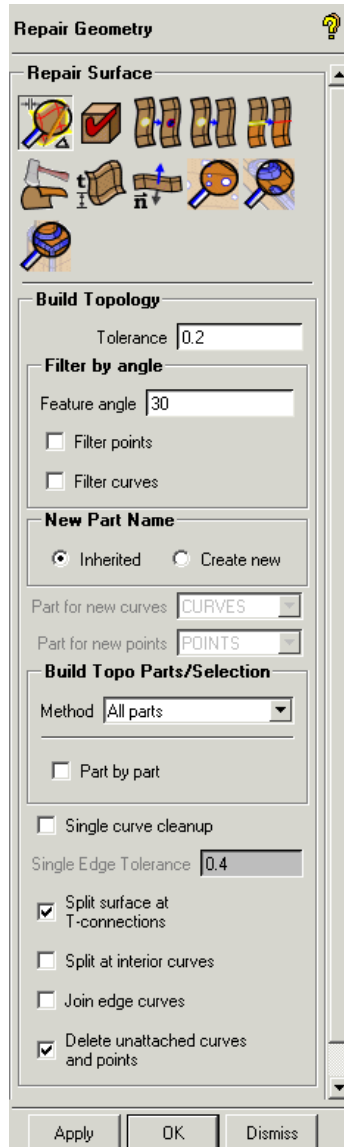 Repair Geometry
Repair Surface
t
n
Build Topology
Tolerance 0.2
Filter by angle
Feature angle 30
Filter points
Filter curves
New Part Name
Inherited Create new
Part for new curves CURVES
Part for new points POINTS
Build Topo Parts/Selection
Method All parts
Part by part
Single curve cleanup
Single Edge Tolerance 0.4
Split surface at
T-connections
Split at interior curves
Join edge curves
Delete unattached curves
and points
Apply OK Dismiss